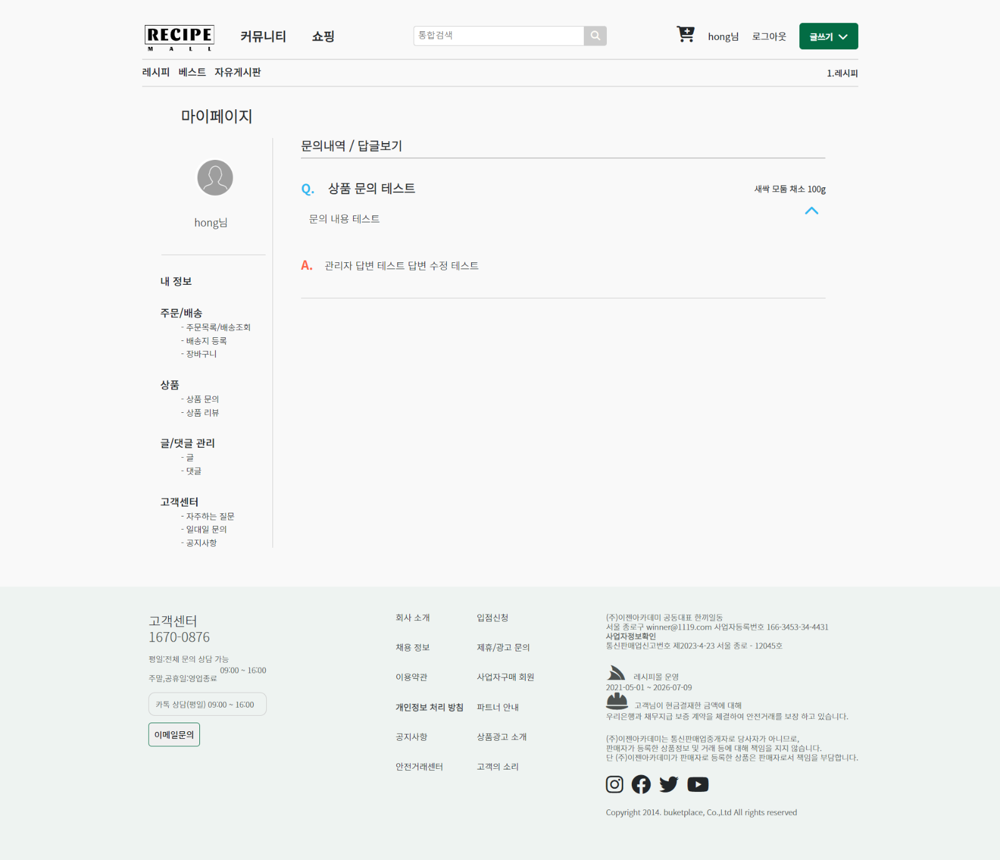 RECIPE
MALL
커뮤니티 쇼핑
통합검색
hong님 로그아웃 글쓰기
레시피 베스트 자유게시판
1.레시피
마이페이지
hong님
내 정보
주문/배송
- 주문목록/배송조회
- 배송지 등록
- 장바구니
상품
- 상품 문의
- 상품 리뷰
글/댓글 관리
- 글
- 댓글
고객센터
- 자주하는 질문
- 일대일 문의
- 공지사항
문의내역 / 답글보기
Q. 상품 문의 테스트
새싹 모둠 채소 100g
문의 내용 테스트
A. 관리자 답변 테스트 답변 수정 테스트
고객센터
1670-0876
평일:전체 문의 상담 가능
09:00 ~ 16:00
주말,공휴일:영업종료
카톡 상담(평일) 09:00 ~ 16:00
이메일문의
회사 소개
채용 정보
이용약관
개인정보 처리 방침
공지사항
안전거래센터
입점신청
제휴/광고 문의
사업자구매 회원
파트너 안내
상품광고 소개
고객의 소리
(주)이젠아카데미 공동대표 한끼일동
서울 종로구 winner@1119.com 사업자등록번호 166-3453-34-4431
사업자정보확인
통신판매업신고번호 제2023-4-23 서울 종로 - 12045호
레시피몰 운영
2021-05-01 ~ 2026-07-09
고객님이 현금결재한 금액에 대해
우리은행과 채무지급 보증 계약을 체결하여 안전거래를 보장 하고 있습니다.
(주)이젠아카데미는 통신판매업중개자로 당사자가 아니므로,
판매자가 등록한 상품정보 및 거래 등에 대해 책임을 지지 않습니다.
단 (주)이젠아카데미가 판매자로 등록한 상품은 판매자로서 책임을 부담합니다.
Copyright 2014. buketplace, Co.,Ltd All rights reserved